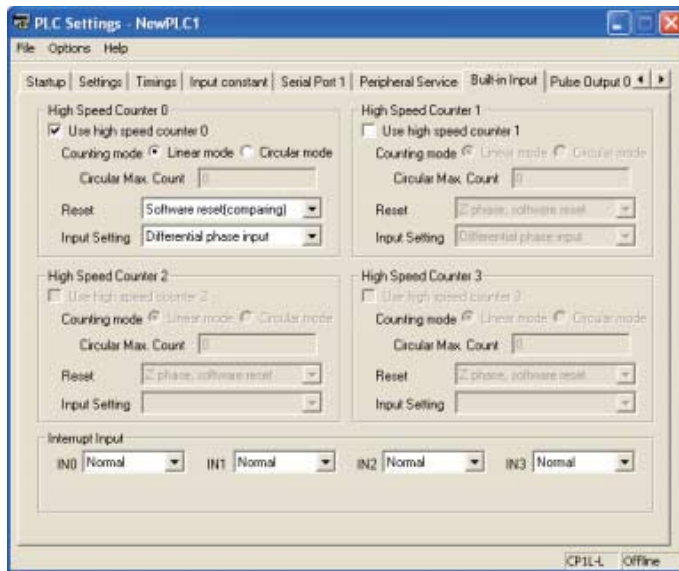 PLC Settings - NewPLC1
File Options Help
Startup Settings Timings Input constant Serial Port 1 Peripheral Service Built-in Input Pulse Output 0
High Speed Counter 0
Use high speed counter 0
Counting mode Linear mode Circular mode
Circular Max. Count 0
Reset Software reset(comparing)
Input Setting Differential phase input
High Speed Counter 1
Use high speed counter 1
Counting mode Linear mode Circular mode
Circular Max. Count 0
Reset Z phase, software reset
Input Setting Differential phase input
High Speed Counter 2
Use high speed counter 2
Counting mode Linear mode Circular mode
Circular Max. Count 0
Reset Z phase, software reset
Input Setting
High Speed Counter 3
Use high speed counter 3
Counting mode Linear mode Circular mode
Circular Max. Count 0
Reset Z phase, software reset
Input Setting
Interrupt Input
IN0 Normal IN1 Normal IN2 Normal IN3 Normal
CP1L-L Offline